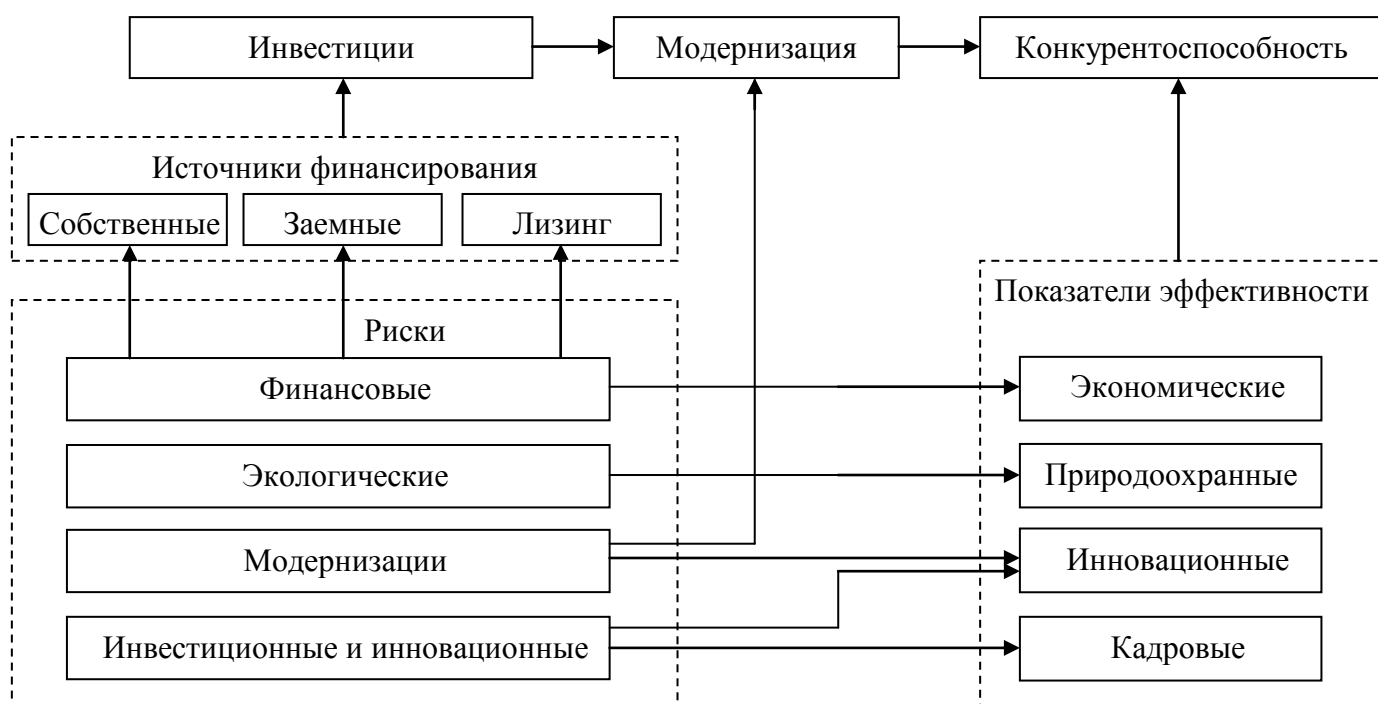 Инвестиции
Модернизация
Конкурентоспособность
Источники финансирования
Собственные
Заемные
Лизинг
Показатели эффективности
Риски
Финансовые
Экономические
Экологические
Природоохранные
Модернизации
Инновационные
Инвестиционные и инновационные
Кадровые